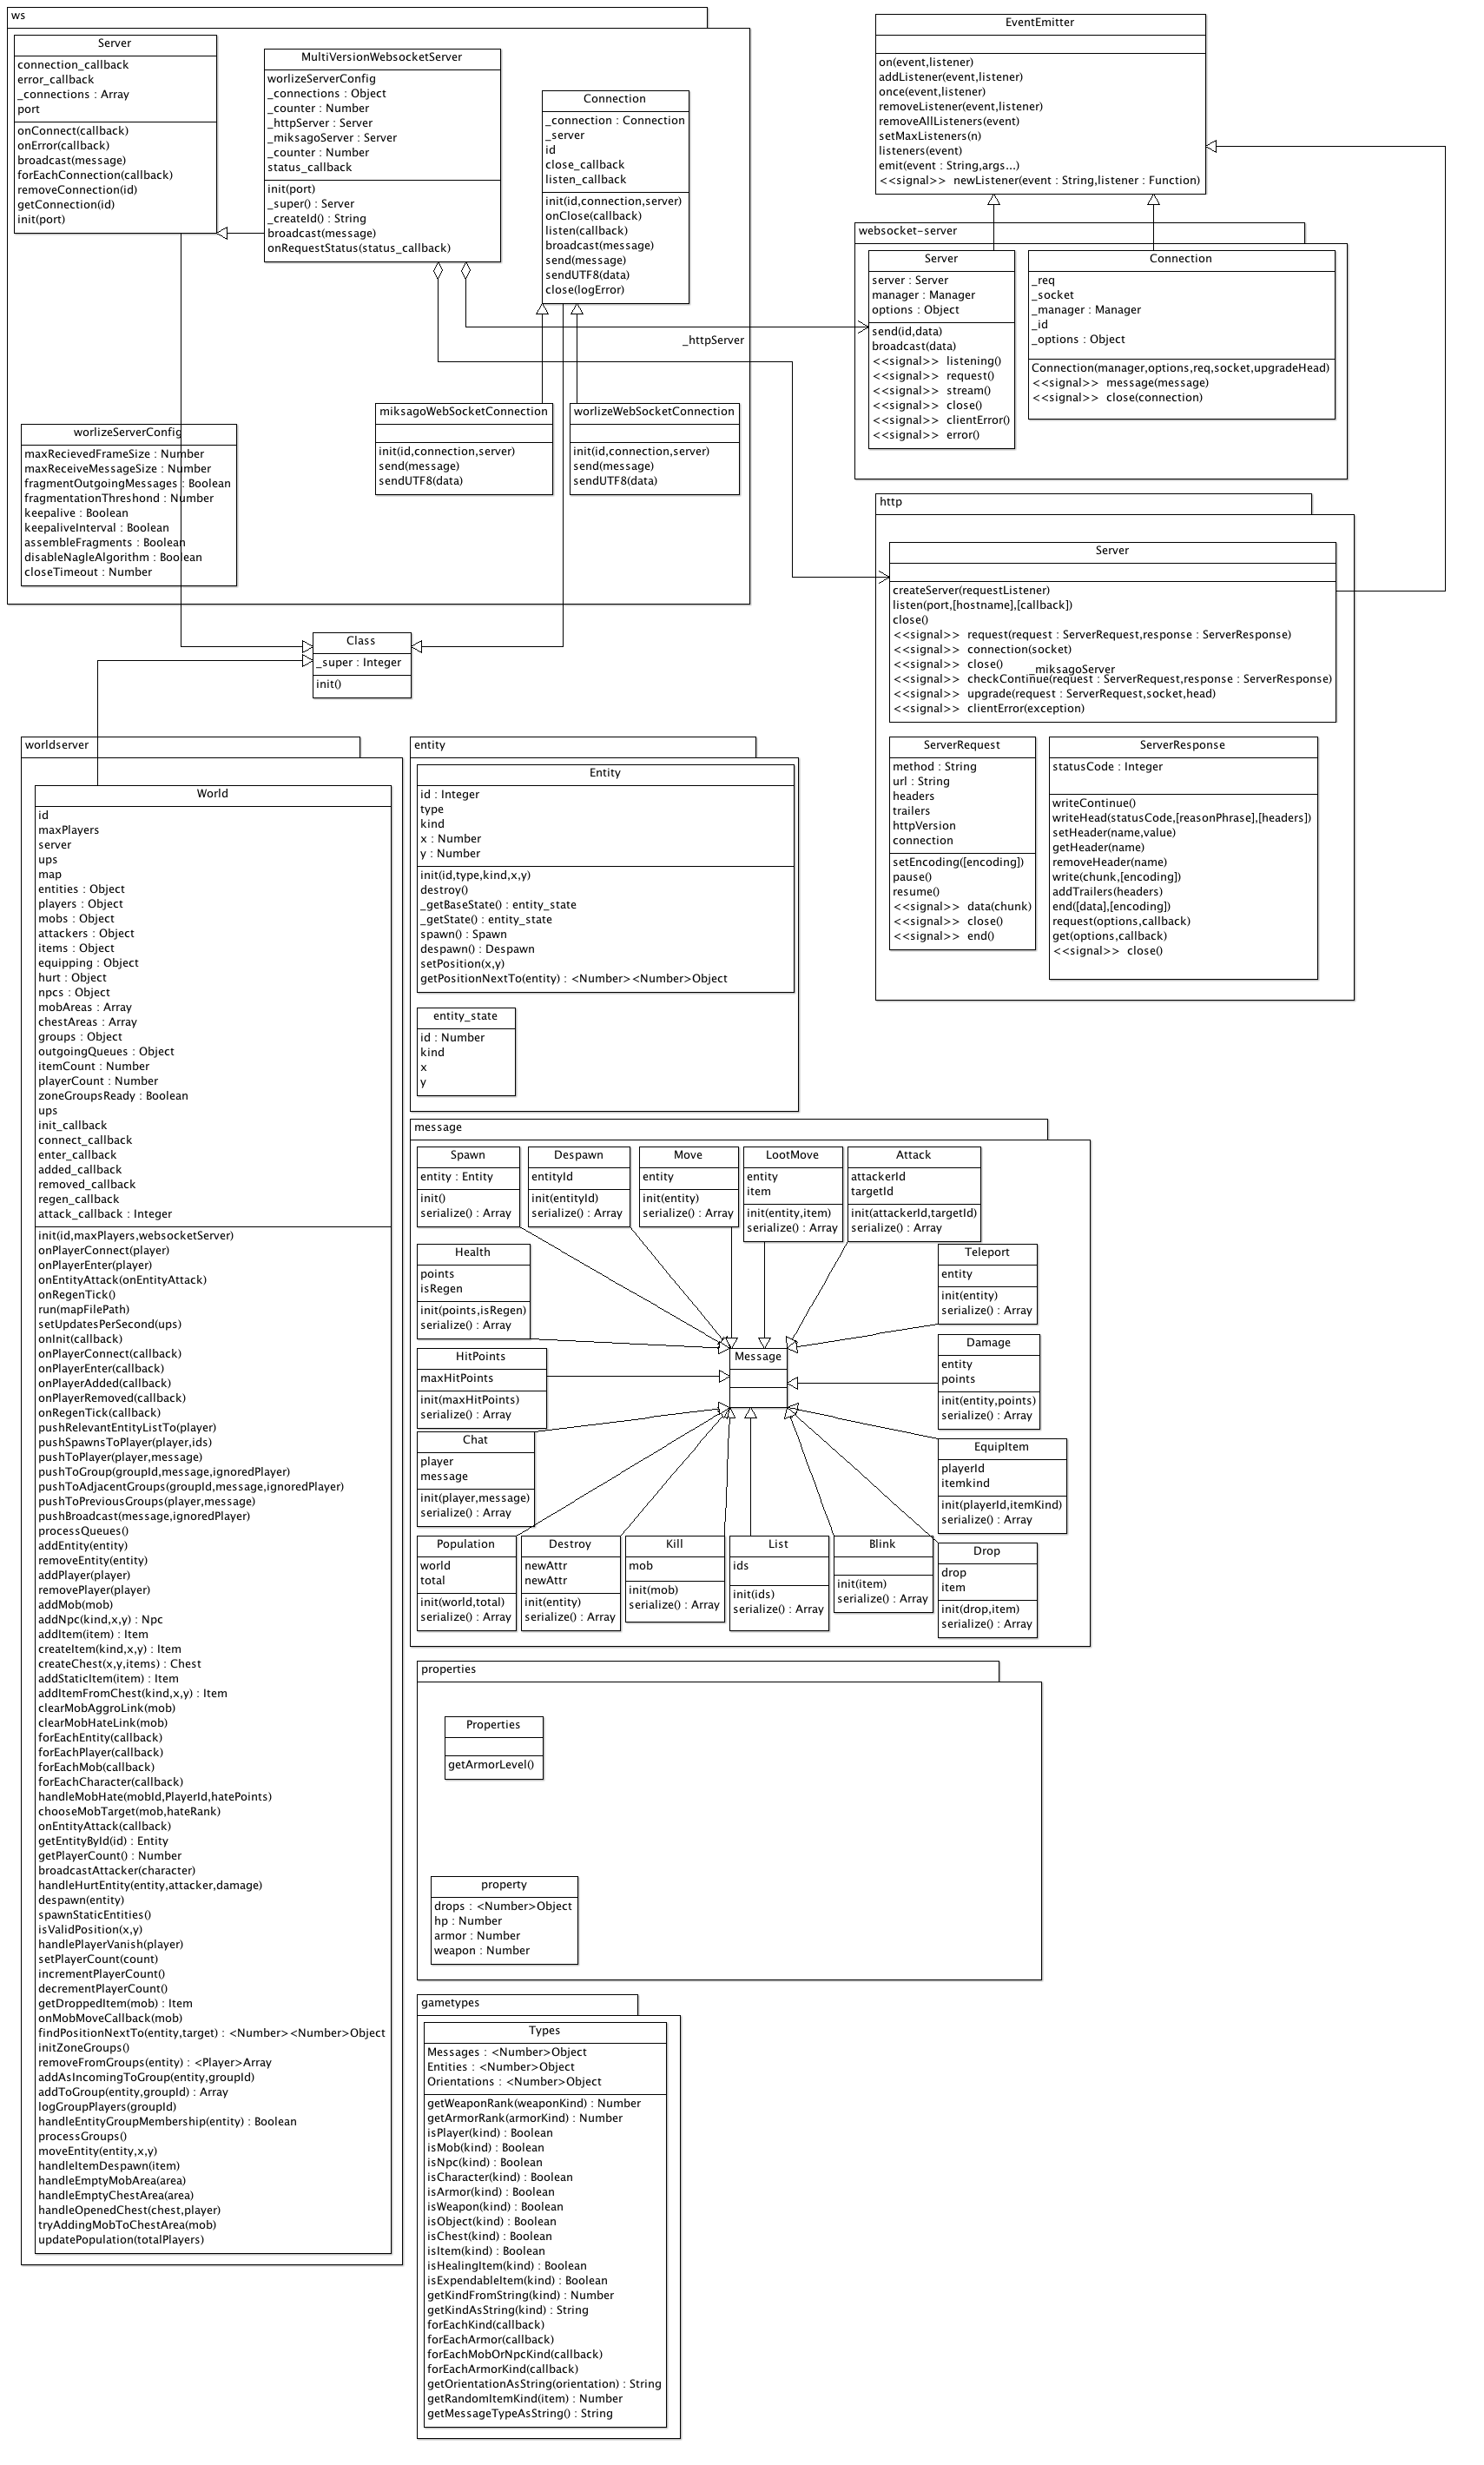 ws
Server
connection_callback
error_callback
_connections : Array
port
onConnect(callback)
onError(callback)
broadcast(message)
forEachConnection(callback)
removeConnection(id)
getConnection(id)
init(port)
MultiVersionWebsocketServer
worlizeServerConfig
_connections : Object
_counter : Number
_httpServer : Server
_miksagoServer : Server
_counter : Number
status_callback
init(port)
_super() : Server
_createId() : String
broadcast(message)
onRequestStatus(status_callback)
Connection
_connection : Connection
_server
id
close_callback
listen_callback
init(id,connection,server)
onClose(callback)
listen(callback)
broadcast(message)
send(message)
sendUTF8(data)
close(logError)
_httpServer
miksagoWebSocketConnection
init(id,connection,server)
send(message)
sendUTF8(data)
worlizeWebSocketConnection
init(id,connection,server)
send(message)
sendUTF8(data)
worlizeServerConfig
maxRecievedFrameSize : Number
maxReceiveMessageSize : Number
fragmentOutgoingMessages : Boolean
fragmentationThreshond : Number
keepalive : Boolean
keepaliveInterval : Boolean
assembleFragments : Boolean
disableNagleAlgorithm : Boolean
closeTimeout : Number
EventEmitter
on(event,listener)
addListener(event,listener)
once(event,listener)
removeListener(event,listener)
removeAllListeners(event)
setMaxListeners(n)
listeners(event)
emit(event : String,args...)
<<signal>> newListener(event : String,listener : Function)
websocket-server
Server
server : Server
manager : Manager
options : Object
send(id,data)
broadcast(data)
<<signal>> listening()
<<signal>> request()
<<signal>> stream()
<<signal>> close()
<<signal>> clientError()
<<signal>> error()
Connection
_req
_socket
_manager : Manager
_id
_options : Object
Connection(manager,options,req,socket,upgradeHead)
<<signal>> message(message)
<<signal>> close(connection)
http
Server
createServer(requestListener)
listen(port,[hostname],[callback])
close()
<<signal>> request(request : ServerRequest,response : ServerResponse)
<<signal>> connection(socket)
<<signal>> close()
_miksagoServer
<<signal>> checkContinue(request : ServerRequest,response : ServerResponse)
<<signal>> upgrade(request : ServerRequest,socket,head)
<<signal>> clientError(exception)
ServerRequest
method : String
url : String
headers
trailers
httpVersion
connection
setEncoding([encoding])
pause()
resume()
<<signal>> data(chunk)
<<signal>> close()
<<signal>> end()
ServerResponse
statusCode : Integer
writeContinue()
writeHead(statusCode,[reasonPhrase],[headers])
setHeader(name,value)
getHeader(name)
removeHeader(name)
write(chunk,[encoding])
addTrailers(headers)
end([data],[encoding])
request(options,callback)
get(options,callback)
<<signal>> close()
Class
_super : Integer
init()
worldserver
World
id
maxPlayers
server
ups
map
entities : Object
players : Object
mobs : Object
attackers : Object
items : Object
equipping : Object
hurt : Object
npcs : Object
mobAreas : Array
chestAreas : Array
groups : Object
outgoingQueues : Object
itemCount : Number
playerCount : Number
zoneGroupsReady : Boolean
ups
init_callback
connect_callback
enter_callback
added_callback
removed_callback
regen_callback
attack_callback : Integer
init(id,maxPlayers,websocketServer)
onPlayerConnect(player)
onPlayerEnter(player)
onEntityAttack(onEntityAttack)
onRegenTick()
run(mapFilePath)
setUpdatesPerSecond(ups)
onInit(callback)
onPlayerConnect(callback)
onPlayerEnter(callback)
onPlayerAdded(callback)
onPlayerRemoved(callback)
onRegenTick(callback)
pushRelevantEntityListTo(player)
pushSpawnsToPlayer(player,ids)
pushToPlayer(player,message)
pushToGroup(groupId,message,ignoredPlayer)
pushToAdjacentGroups(groupId,message,ignoredPlayer)
pushToPreviousGroups(player,message)
pushBroadcast(message,ignoredPlayer)
processQueues()
addEntity(entity)
removeEntity(entity)
addPlayer(player)
removePlayer(player)
addMob(mob)
addNpc(kind,x,y) : Npc
addItem(item) : Item
createItem(kind,x,y) : Item
createChest(x,y,items) : Chest
addStaticItem(item) : Item
addItemFromChest(kind,x,y) : Item
clearMobAggroLink(mob)
clearMobHateLink(mob)
forEachEntity(callback)
forEachPlayer(callback)
forEachMob(callback)
forEachCharacter(callback)
handleMobHate(mobId,PlayerId,hatePoints)
chooseMobTarget(mob,hateRank)
onEntityAttack(callback)
getEntityById(id) : Entity
getPlayerCount() : Number
broadcastAttacker(character)
handleHurtEntity(entity,attacker,damage)
despawn(entity)
spawnStaticEntities()
isValidPosition(x,y)
handlePlayerVanish(player)
setPlayerCount(count)
incrementPlayerCount()
decrementPlayerCount()
getDroppedItem(mob) : Item
onMobMoveCallback(mob)
findPositionNextTo(entity,target) : <Number><Number>Object
initZoneGroups()
removeFromGroups(entity) : <Player>Array
addAsIncomingToGroup(entity,groupId)
addToGroup(entity,groupId) : Array
logGroupPlayers(groupId)
handleEntityGroupMembership(entity) : Boolean
processGroups()
moveEntity(entity,x,y)
handleItemDespawn(item)
handleEmptyMobArea(area)
handleEmptyChestArea(area)
handleOpenedChest(chest,player)
tryAddingMobToChestArea(mob)
updatePopulation(totalPlayers)
entity
Entity
id : Integer
type
kind
x : Number
y : Number
init(id,type,kind,x,y)
destroy()
_getBaseState() : entity_state
_getState() : entity_state
spawn() : Spawn
despawn() : Despawn
setPosition(x,y)
getPositionNextTo(entity) : <Number><Number>Object
entity_state
id : Number
kind
x
y
message
Spawn
entity : Entity
init()
serialize() : Array
Despawn
entityId
init(entityId)
serialize() : Array
Move
entity
init(entity)
serialize() : Array
LootMove
entity
item
init(entity,item)
serialize() : Array
Attack
attackerId
targetId
init(attackerId,targetId)
serialize() : Array
Health
points
isRegen
init(points,isRegen)
serialize() : Array
Teleport
entity
init(entity)
serialize() : Array
HitPoints
maxHitPoints
init(maxHitPoints)
serialize() : Array
Message
Damage
entity
points
init(entity,points)
serialize() : Array
Chat
player
message
init(player,message)
serialize() : Array
EquipItem
playerId
itemkind
init(playerId,itemKind)
serialize() : Array
Population
world
total
init(world,total)
serialize() : Array
Destroy
newAttr
newAttr
init(entity)
serialize() : Array
Kill
mob
init(mob)
serialize() : Array
List
ids
init(ids)
serialize() : Array
Blink
init(item)
serialize() : Array
Drop
drop
item
init(drop,item)
serialize() : Array
properties
Properties
getArmorLevel()
property
drops : <Number>Object
hp : Number
armor : Number
weapon : Number
gametypes
Types
Messages : <Number>Object
Entities : <Number>Object
Orientations : <Number>Object
getWeaponRank(weaponKind) : Number
getArmorRank(armorKind) : Number
isPlayer(kind) : Boolean
isMob(kind) : Boolean
isNpc(kind) : Boolean
isCharacter(kind) : Boolean
isArmor(kind) : Boolean
isWeapon(kind) : Boolean
isObject(kind) : Boolean
isChest(kind) : Boolean
isItem(kind) : Boolean
isHealingItem(kind) : Boolean
isExpendableItem(kind) : Boolean
getKindFromString(kind) : Number
getKindAsString(kind) : String
forEachKind(callback)
forEachArmor(callback)
forEachMobOrNpcKind(callback)
forEachArmorKind(callback)
getOrientationAsString(orientation) : String
getRandomItemKind(item) : Number
getMessageTypeAsString() : String